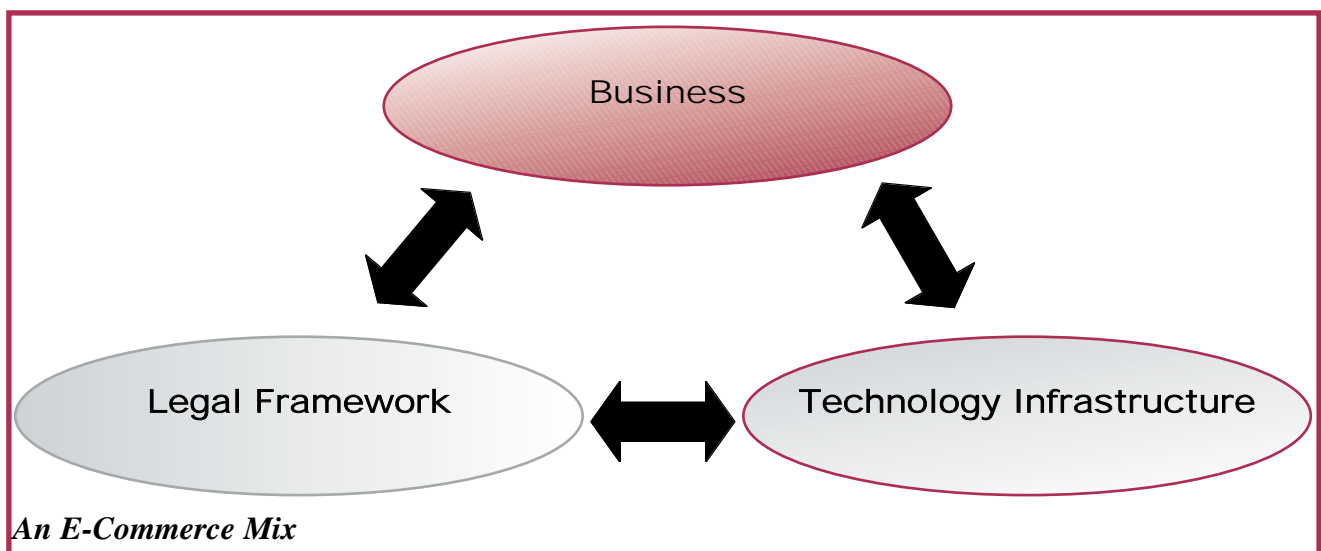 Business
Legal Framework
Technology Infrastructure
An E-Commerce Mix